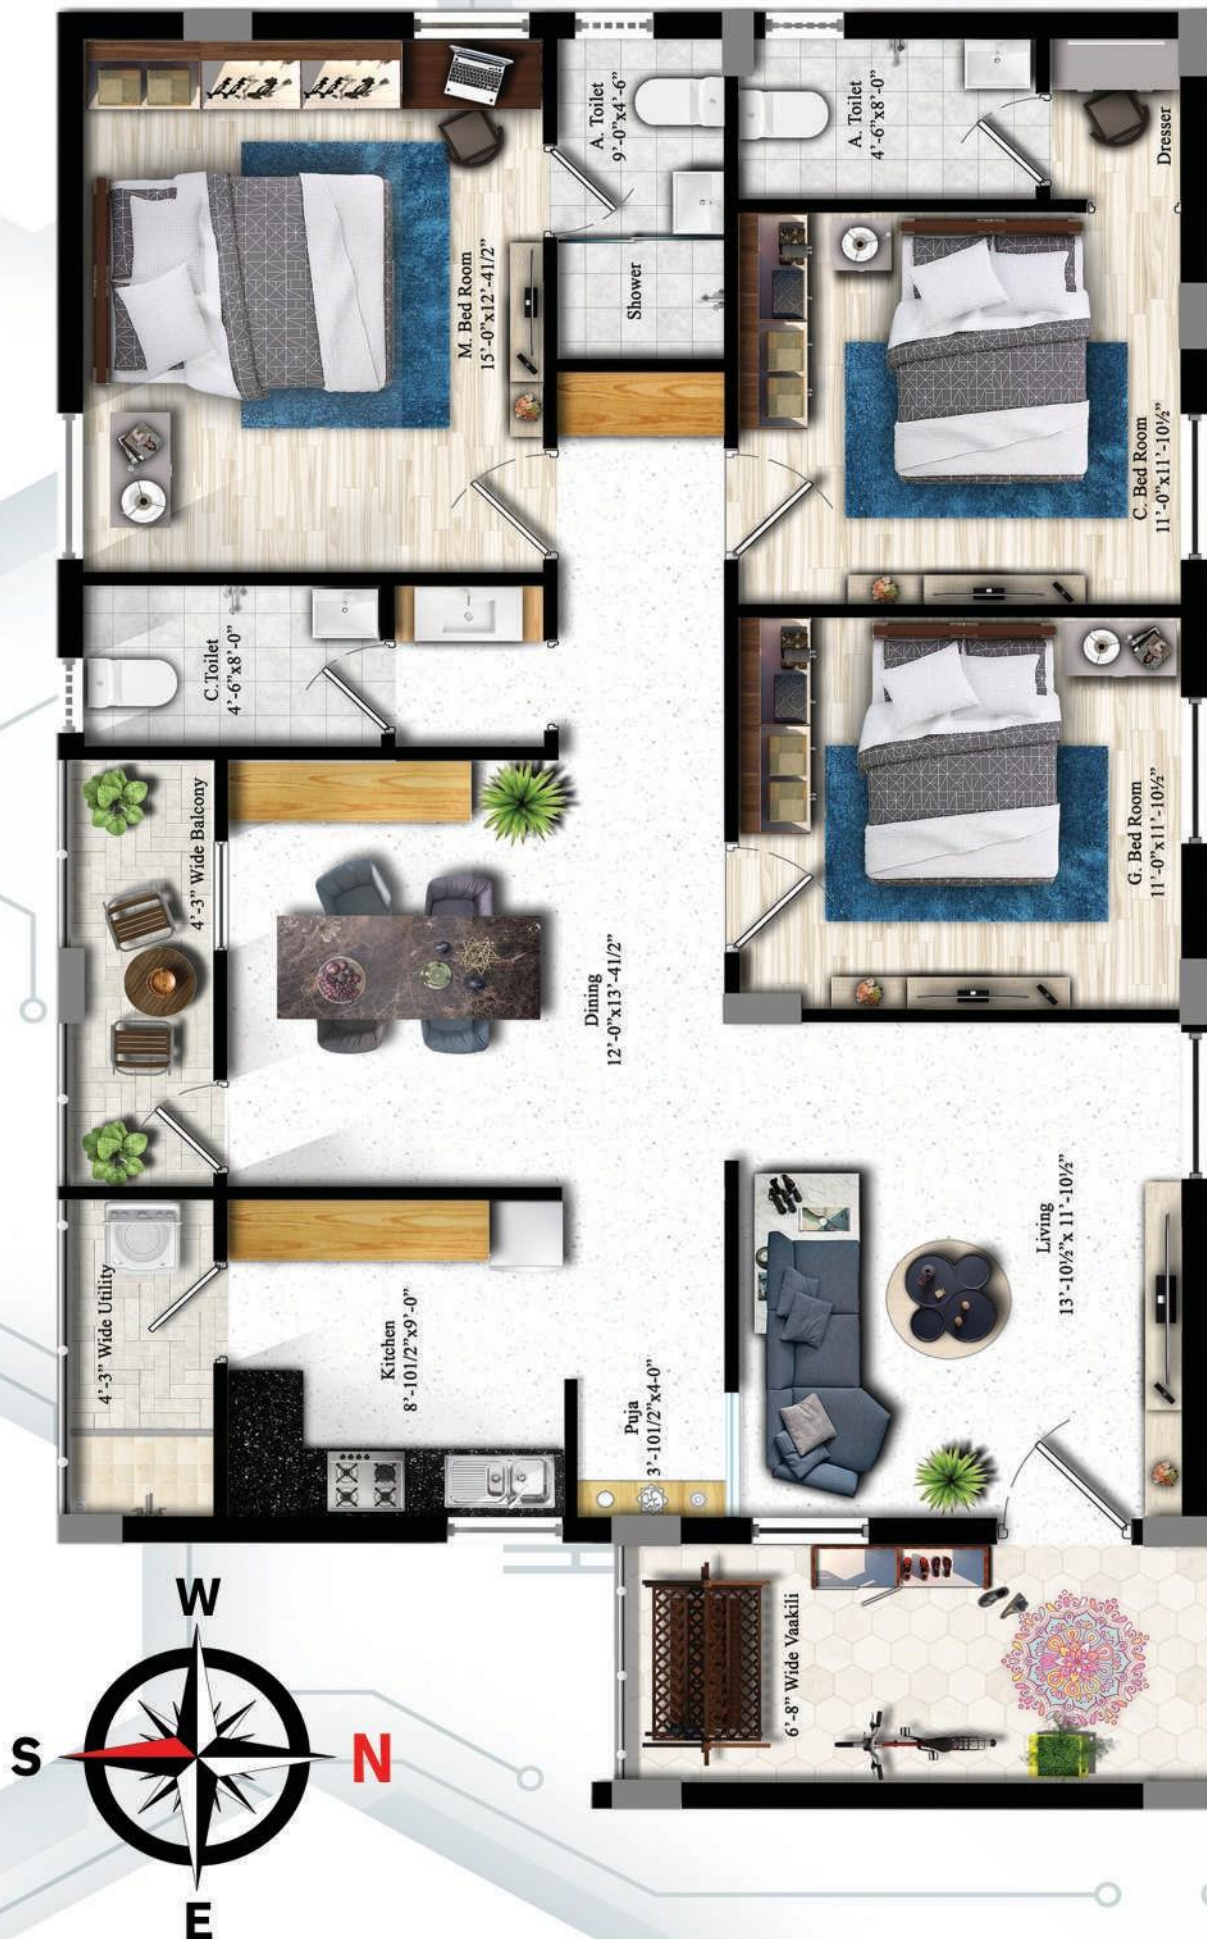 A. Toilet
9'-0"x4'-6"
A. Toilet
4'-6"x8'-0"
Dresser
M. Bed Room
15'-0"x12'-41/2"
Shower
C. Bed Room
11'-0"x11'-10½"
C.Toilet
4'-6"x8'-0"
4'-3" Wide Balcony
G. Bed Room
11'-0"x11'-10½"
Dining
12'-0"x13'-41/2"
4'-3" Wide Utility
Kitchen
8'-101/2"x9'-0"
Puja
3'-101/2"x4-0"
Living
13'-10½"x 11'-10½"
6'-8" Wide Vaakili
W
S
N
E